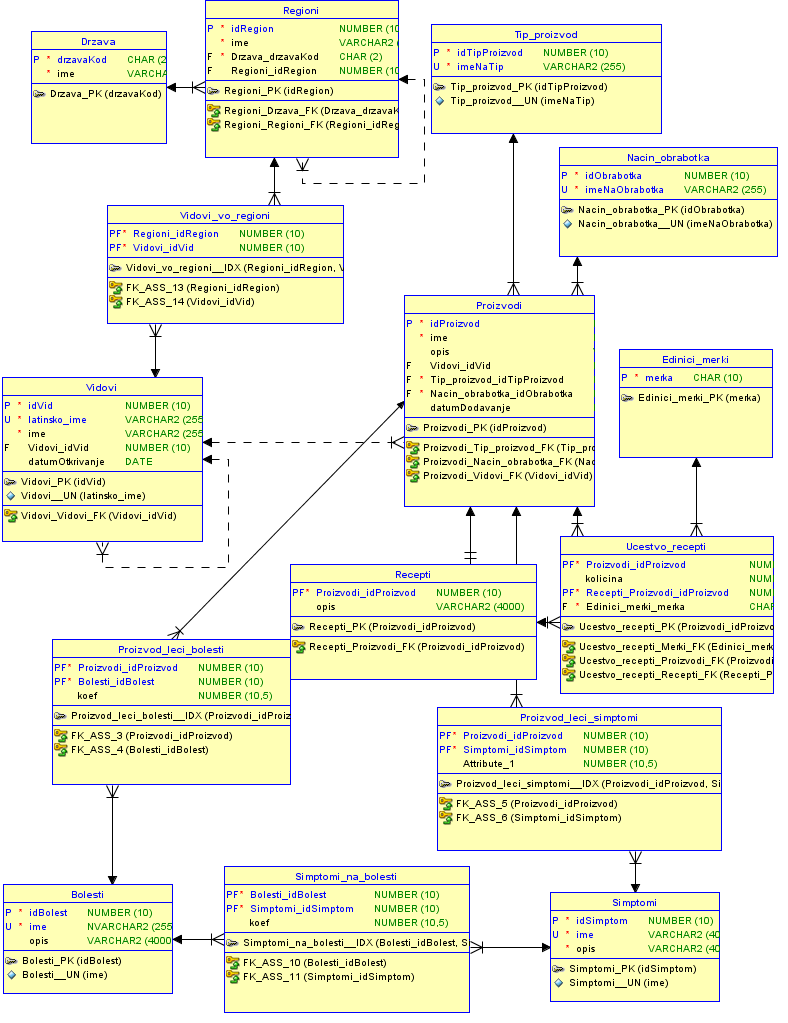 Regioni
P * idRegion NUMBER (10
* ime VARCHAR2 (
F * Drzava_drzavaKod CHAR (2)
F Regioni_idRegion NUMBER (10
Regioni_PK (idRegion)
Regioni_Drzava_FK (Drzava_drzavaK
Regioni_Regioni_FK (Regioni_idReg
Drzava
P * drzavaKod CHAR (2
* ime VARCHA
Drzava_PK (drzavaKod)
Tip_proizvod
P * idTipProizvod NUMBER (10)
U * imeNaTip VARCHAR2 (255)
Tip_proizvod_PK (idTipProizvod)
Tip_proizvod__UN (imeNaTip)
Nacin_obrabotka
P * idObrabotka NUMBER (10)
U * imeNaObrabotka VARCHAR2 (255)
Nacin_obrabotka_PK (idObrabotka)
Nacin_obrabotka__UN (imeNaObrabotka)
Vidovi_vo_regioni
PF* Regioni_idRegion NUMBER (10)
PF* Vidovi_idVid NUMBER (10)
Vidovi_vo_regioni__IDX (Regioni_idRegion, V
FK_ASS_13 (Regioni_idRegion)
FK_ASS_14 (Vidovi_idVid)
Proizvodi
P * idProizvod
* ime
opis
F Vidovi_idVid
F * Tip_proizvod_idTipProizvod
F * Nacin_obrabotka_idObrabotka
datumDodavanje
Proizvodi_PK (idProizvod)
Proizvodi_Tip_proizvod_FK (Tip_pro
Proizvodi_Nacin_obrabotka_FK (Nac
Proizvodi_Vidovi_FK (Vidovi_idVid)
Edinici_merki
P * merka CHAR (10)
Edinici_merki_PK (merka)
Vidovi
P * idVid NUMBER (10)
U * latinsko_ime VARCHAR2 (255
* ime VARCHAR2 (255
F Vidovi_idVid NUMBER (10)
datumOtkrivanje DATE
Vidovi_PK (idVid)
Vidovi__UN (latinsko_ime)
Vidovi_Vidovi_FK (Vidovi_idVid)
Recepti
PF* Proizvodi_idProizvod NUMBER (10)
opis VARCHAR2 (4000)
Recepti_PK (Proizvodi_idProizvod)
Recepti_Proizvodi_FK (Proizvodi_idProizvod)
Ucestvo_recepti
PF* Proizvodi_idProizvod NUM
kolicina NUM
PF* Recepti_Proizvodi_idProizvod NUM
F * Edinici_merki_merka CHAR
Ucestvo_recepti_PK (Proizvodi_idProizvo
Ucestvo_recepti_Merki_FK (Edinici_merk
Ucestvo_recepti_Proizvodi_FK (Proizvodi
Ucestvo_recepti_Recepti_FK (Recepti_P
Proizvod_leci_bolesti
PF* Proizvodi_idProizvod NUMBER (10)
PF* Bolesti_idBolest NUMBER (10)
koef NUMBER (10,5)
Proizvod_leci_bolesti__IDX (Proizvodi_idProiz
FK_ASS_3 (Proizvodi_idProizvod)
FK_ASS_4 (Bolesti_idBolest)
Proizvod_leci_simptomi
PF* Proizvodi_idProizvod NUMBER (10)
PF* Simptomi_idSimptom NUMBER (10)
Attribute_1 NUMBER (10,5)
Proizvod_leci_simptomi__IDX (Proizvodi_idProizvod, Si
FK_ASS_5 (Proizvodi_idProizvod)
FK_ASS_6 (Simptomi_idSimptom)
Bolesti
P * idBolest NUMBER (10)
U * ime NVARCHAR2 (255
opis VARCHAR2 (4000
Bolesti_PK (idBolest)
Bolesti__UN (ime)
Simptomi_na_bolesti
PF* Bolesti_idBolest NUMBER (10)
PF* Simptomi_idSimptom NUMBER (10)
koef NUMBER (10,5)
Simptomi_na_bolesti__IDX (Bolesti_idBolest, S
FK_ASS_10 (Bolesti_idBolest)
FK_ASS_11 (Simptomi_idSimptom)
Simptomi
P * idSimptom NUMBER (10)
U * ime VARCHAR2 (40
* opis VARCHAR2 (40
Simptomi_PK (idSimptom)
Simptomi__UN (ime)